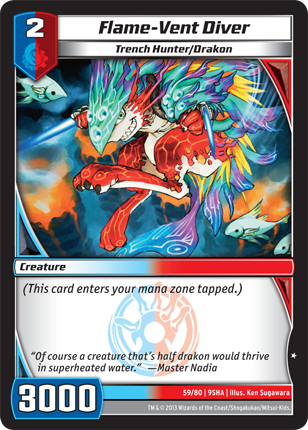 2
Flame-Vent Diver
Trench Hunter/Drakon
Creature
(This card enters your mana zone tapped.)
“Of course a creature that’s half drakon would thrive
in superheated water.” —Master Nadia
3000
59/80 | 9SHA | illus. Ken Sugawara
TM & © 2013 Wizards of the Coast/Shogakukan/Mitsui-Kids.